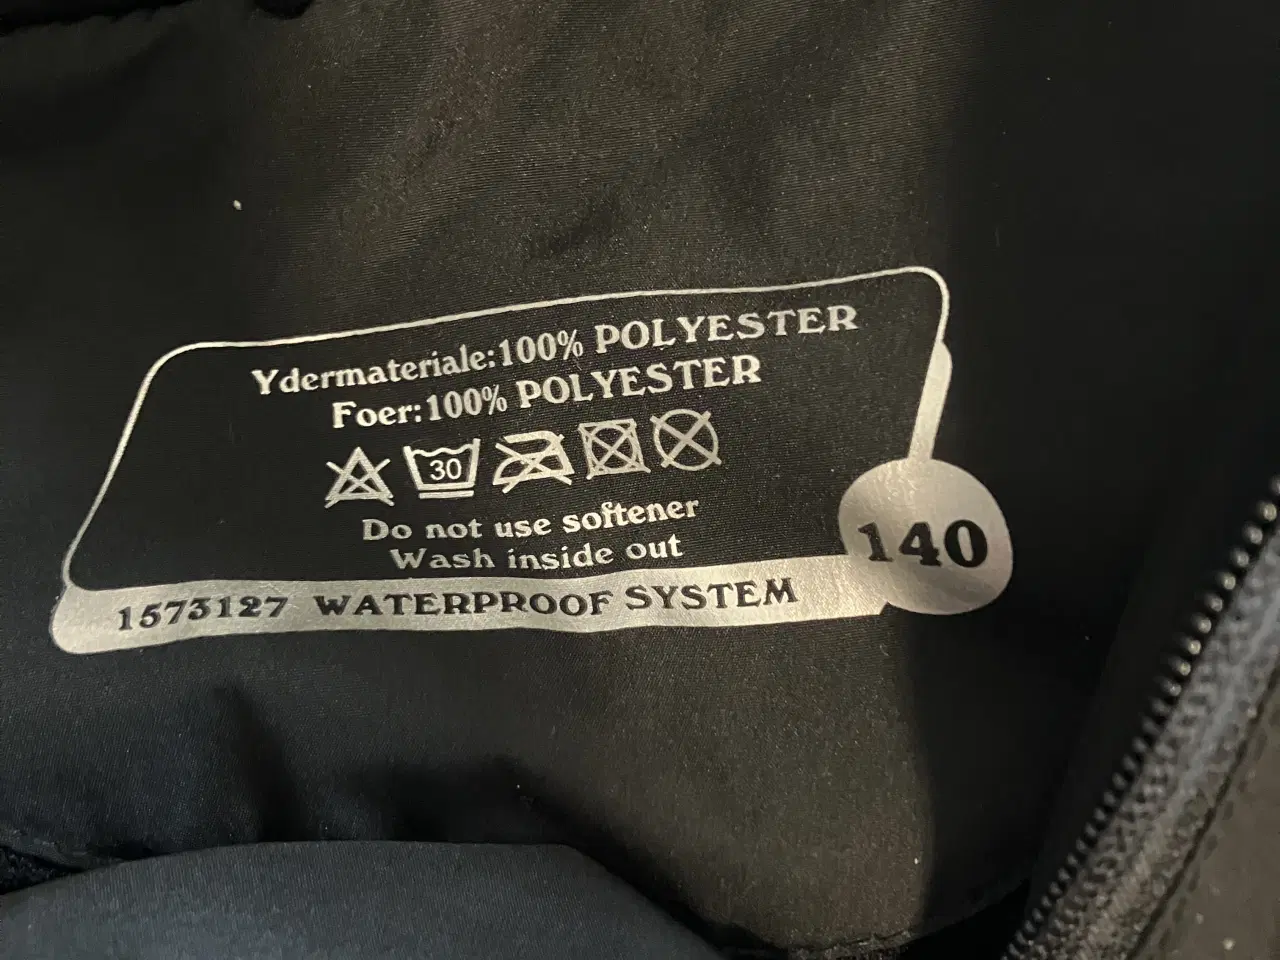 Ydermateriale:100% POLYESTER
Foer:100% POLYESTER
30
Do not use softener
Wash inside out
1573127 WATERPROOF SYSTEM
140